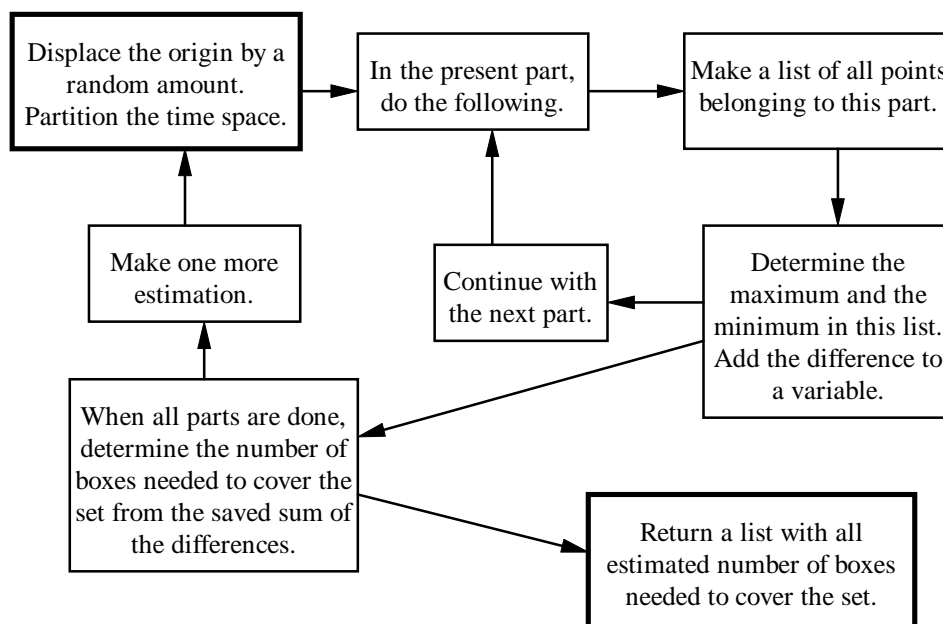 Displace the origin by a
random amount.
Partition the time space.
In the present part,
do the following.
Make a list of all points
belonging to this part.
Determine the
maximum and the
minimum in this list.
Add the difference to
a variable.
Continue with
the next part.
Make one more
estimation.
When all parts are done,
determine the number of
boxes needed to cover the
set from the saved sum of
the differences.
Return a list with all
estimated number of boxes
needed to cover the set.